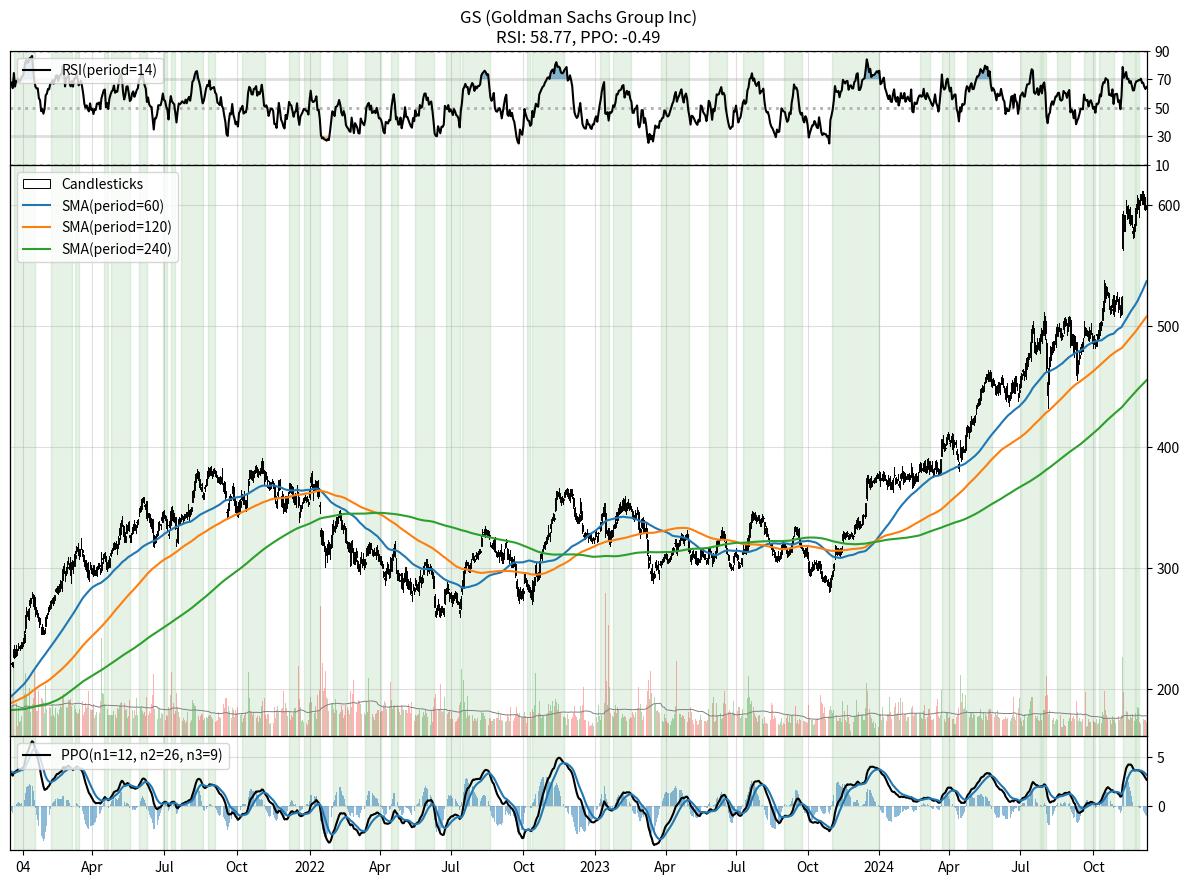 GS (Goldman Sachs Group Inc)
RSI: 58.77, PPO: -0.49
RSI(period=14)
90
70
50
30
10
Candlesticks
SMA(period=60)
SMA(period=120)
SMA(period=240)
600
500
400
300
200
PPO(n1=12, n2=26, n3=9)
5
0
04 Apr Jul Oct 2022 Apr Jul Oct 2023 Apr Jul Oct 2024 Apr Jul Oct